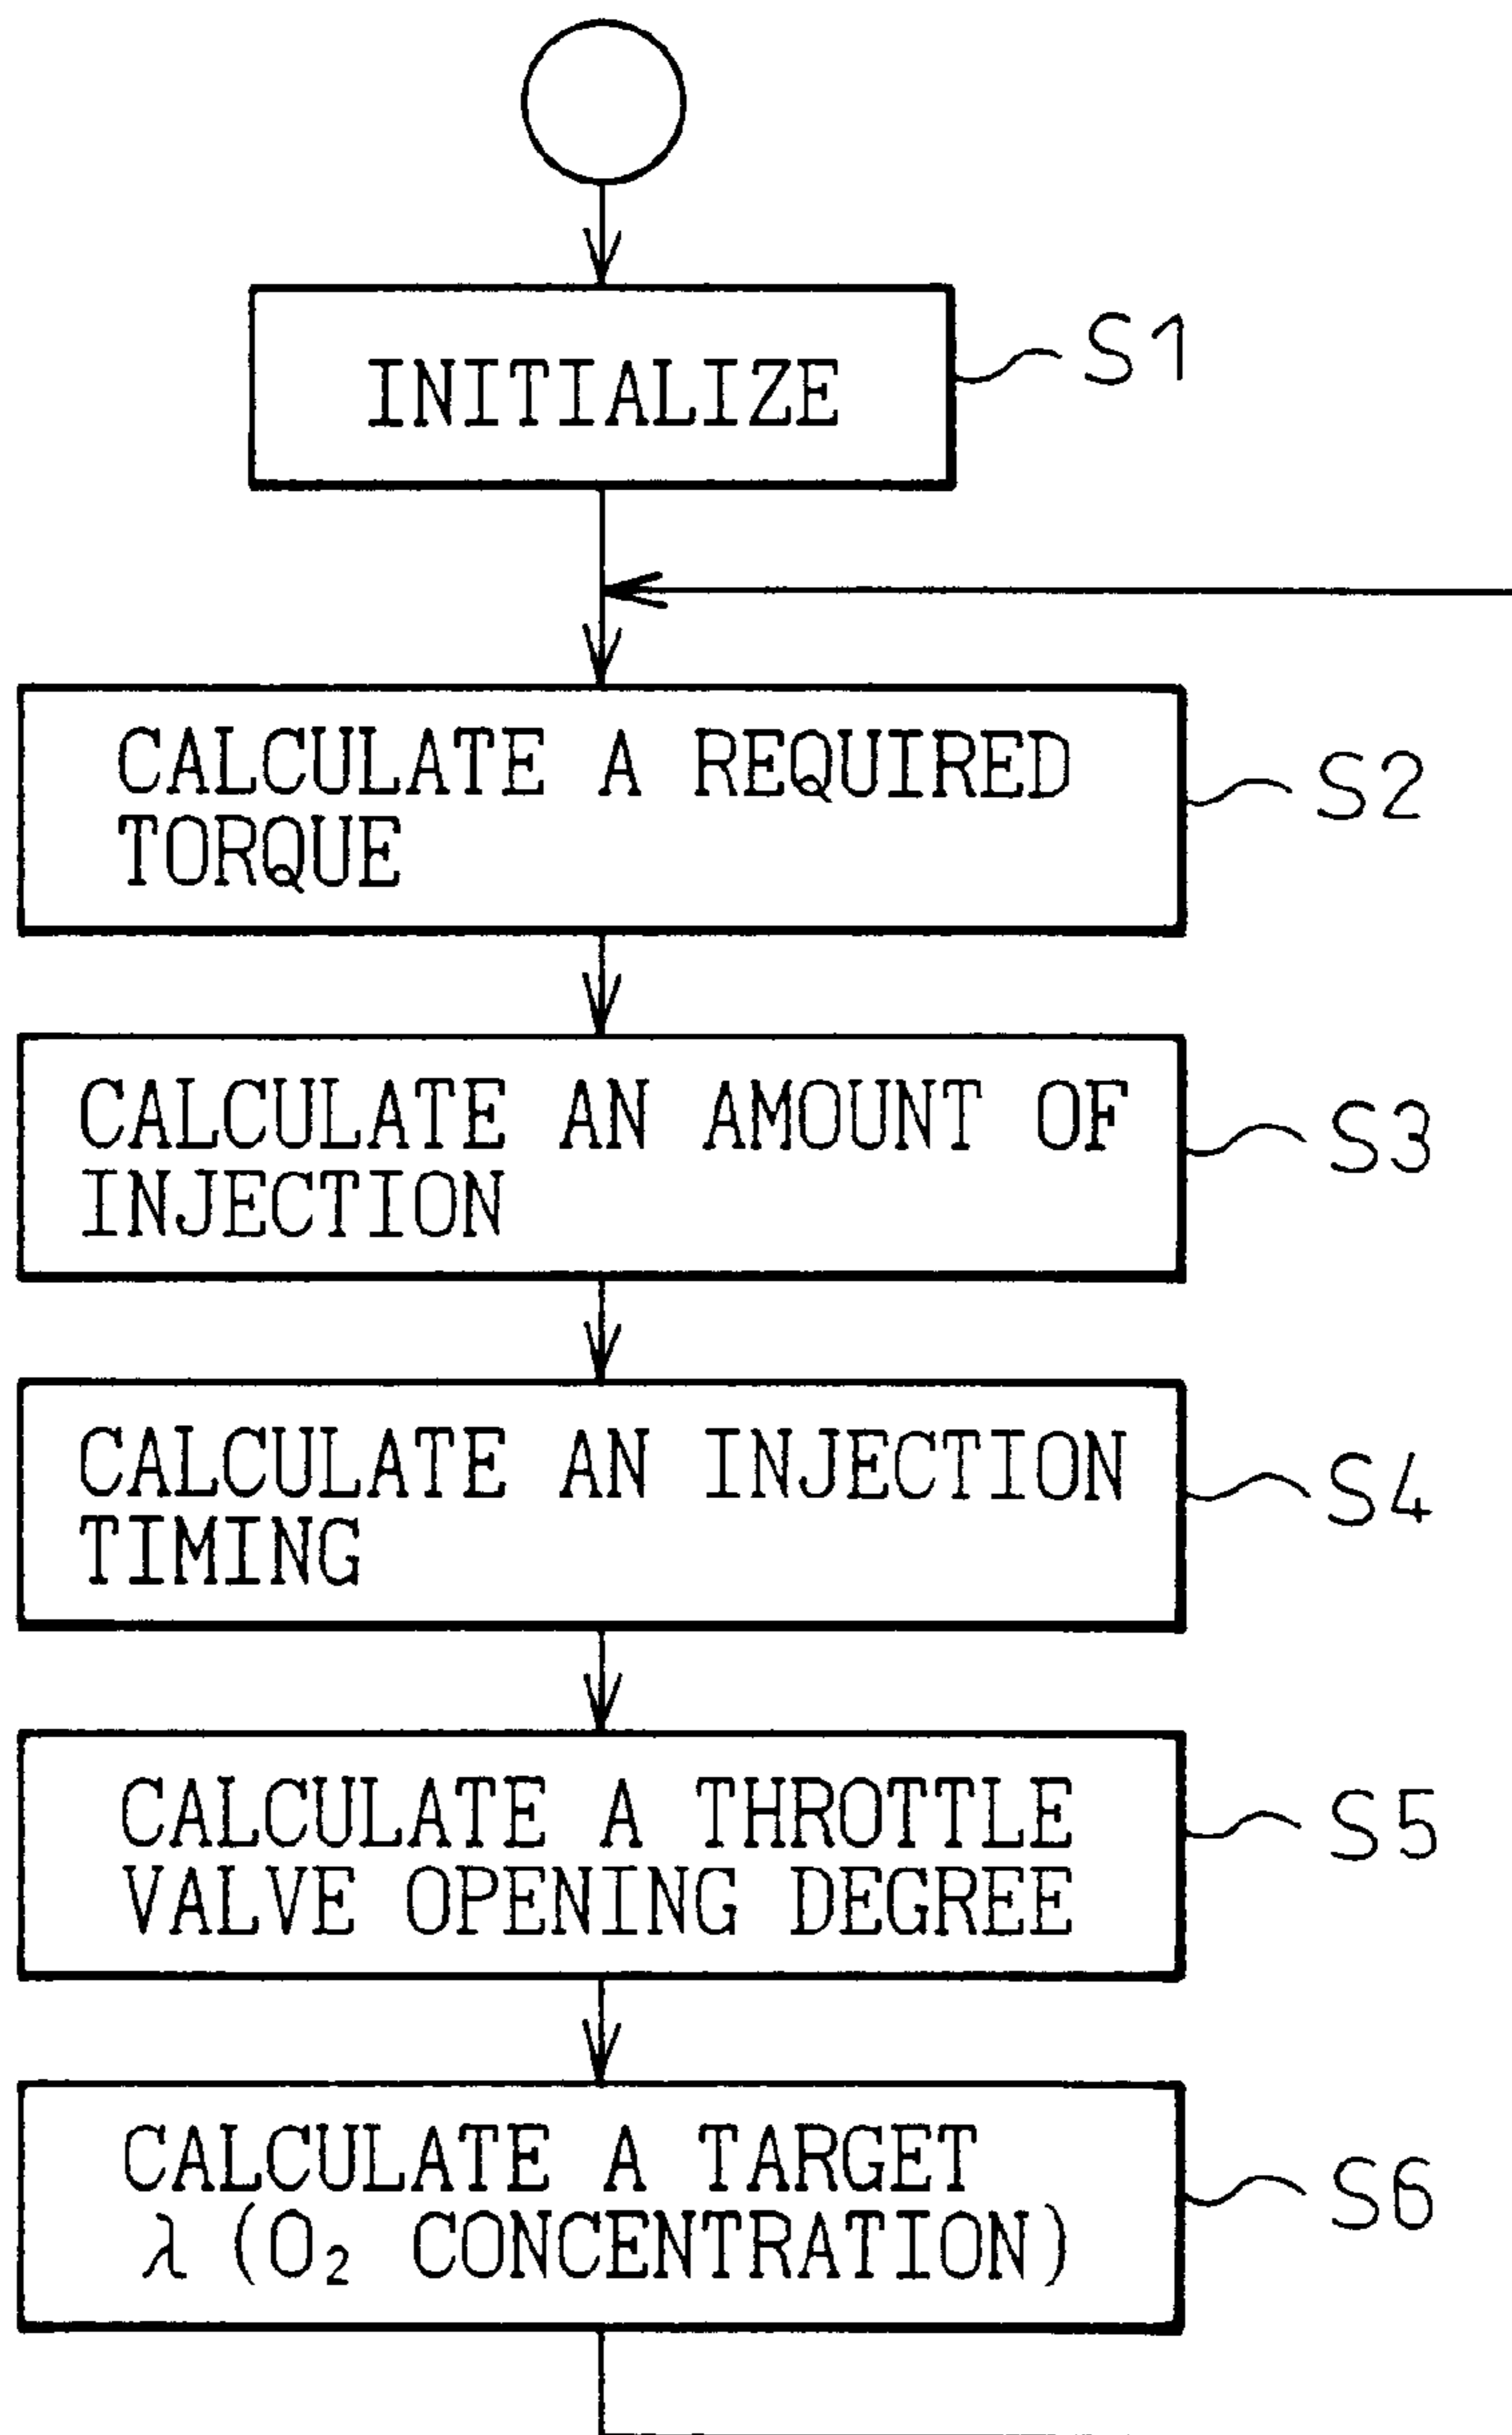 INITIALIZE
S1
CALCULATE A REQUIRED
TORQUE
S2
CALCULATE AN AMOUNT OF
INJECTION
S3
CALCULATE AN INJECTION
TIMING
S4
CALCULATE A THROTTLE
VALVE OPENING DEGREE
S5
CALCULATE A TARGET
λ (O₂ CONCENTRATION)
S6